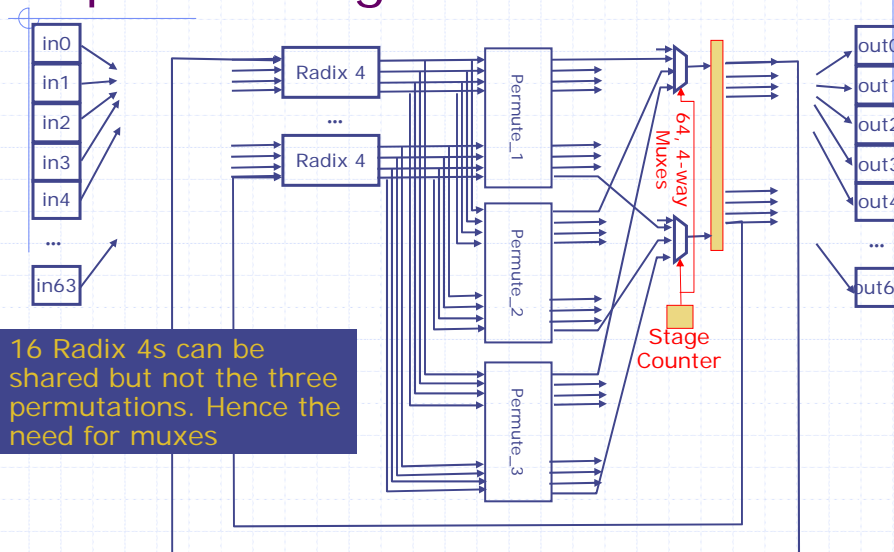 in0
in1
in2
in3
in4
...
in63
Radix 4
...
Radix 4
Permute_1
Permute_2
Permute_3
64, 4-way
Muxes
Stage
Counter
out0
out1
out2
out3
out4
...
16 Radix 4s can be
shared but not the three
permutations. Hence the
need for muxes